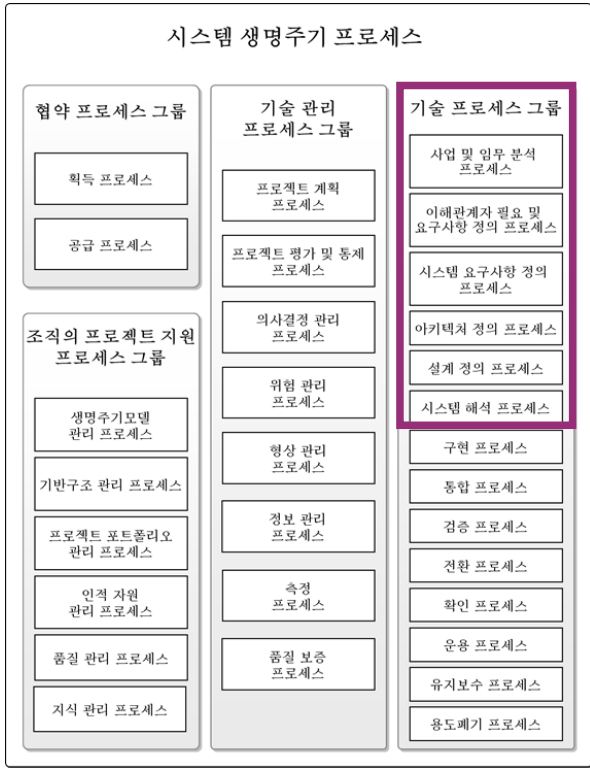 시스템 생명주기 프로세스
협약 프로세스 그룹
획득 프로세스
공급 프로세스
조직의 프로젝트 지원
프로세스 그룹
생명주기모델
관리 프로세스
기반구조 관리 프로세스
프로젝트 포트폴리오
관리 프로세스
인적 자원
관리 프로세스
품질 관리 프로세스
지식 관리 프로세스
기술 관리
프로세스 그룹
프로젝트 계획
프로세스
프로젝트 평가 및 통제
프로세스
의사결정 관리
프로세스
위험 관리
프로세스
형상 관리
프로세스
정보 관리
프로세스
측정
프로세스
품질 보증
프로세스
기술 프로세스 그룹
사업 및 임무 분석
프로세스
이해관계자 필요 및
요구사항 정의 프로세스
시스템 요구사항 정의
프로세스
아키텍처 정의 프로세스
설계 정의 프로세스
시스템 해석 프로세스
구현 프로세스
통합 프로세스
검증 프로세스
전환 프로세스
확인 프로세스
운용 프로세스
유지보수 프로세스
용도폐기 프로세스